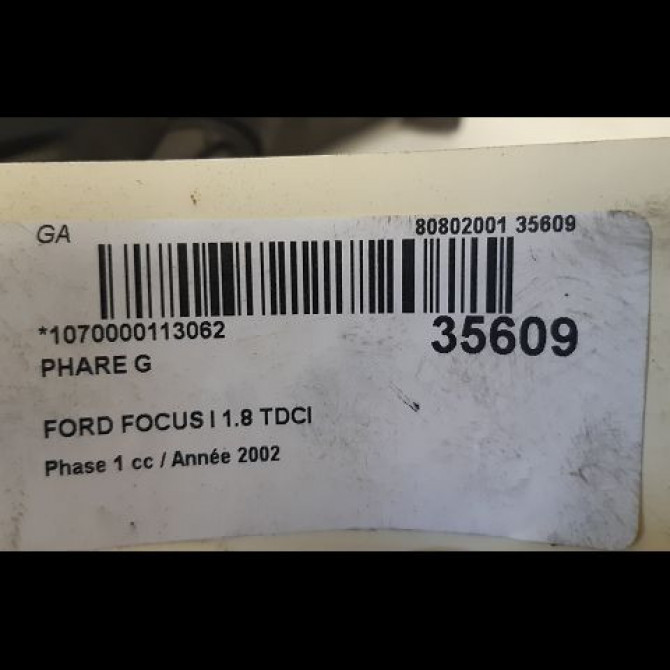 GA
80802001 35609
*1070000113062
35609
PHARE G
FORD FOCUS I 1.8 TDCI
Phase 1 cc / Année 2002